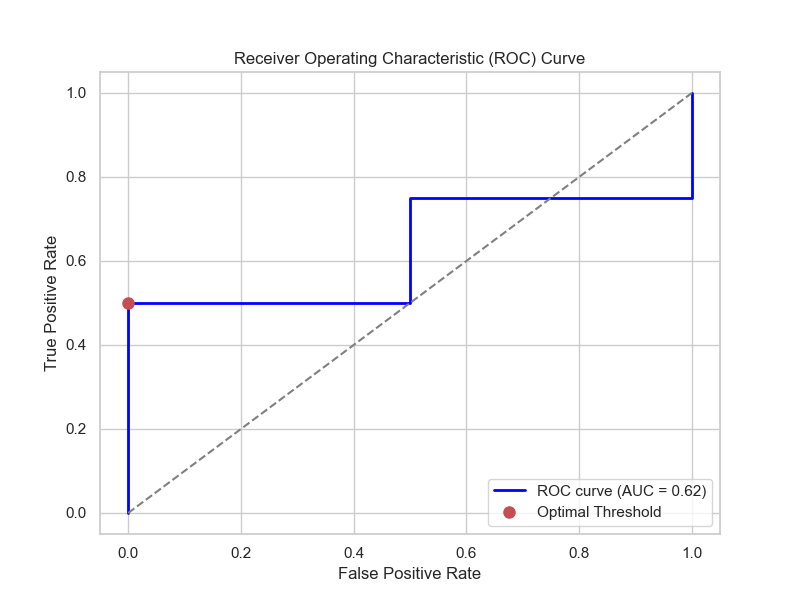 Receiver Operating Characteristic (ROC) Curve
True Positive Rate
1.0
0.8
0.6
0.4
0.2
0.0
0.0 0.2 0.4 0.6 0.8 1.0
False Positive Rate
ROC curve (AUC = 0.62)
Optimal Threshold